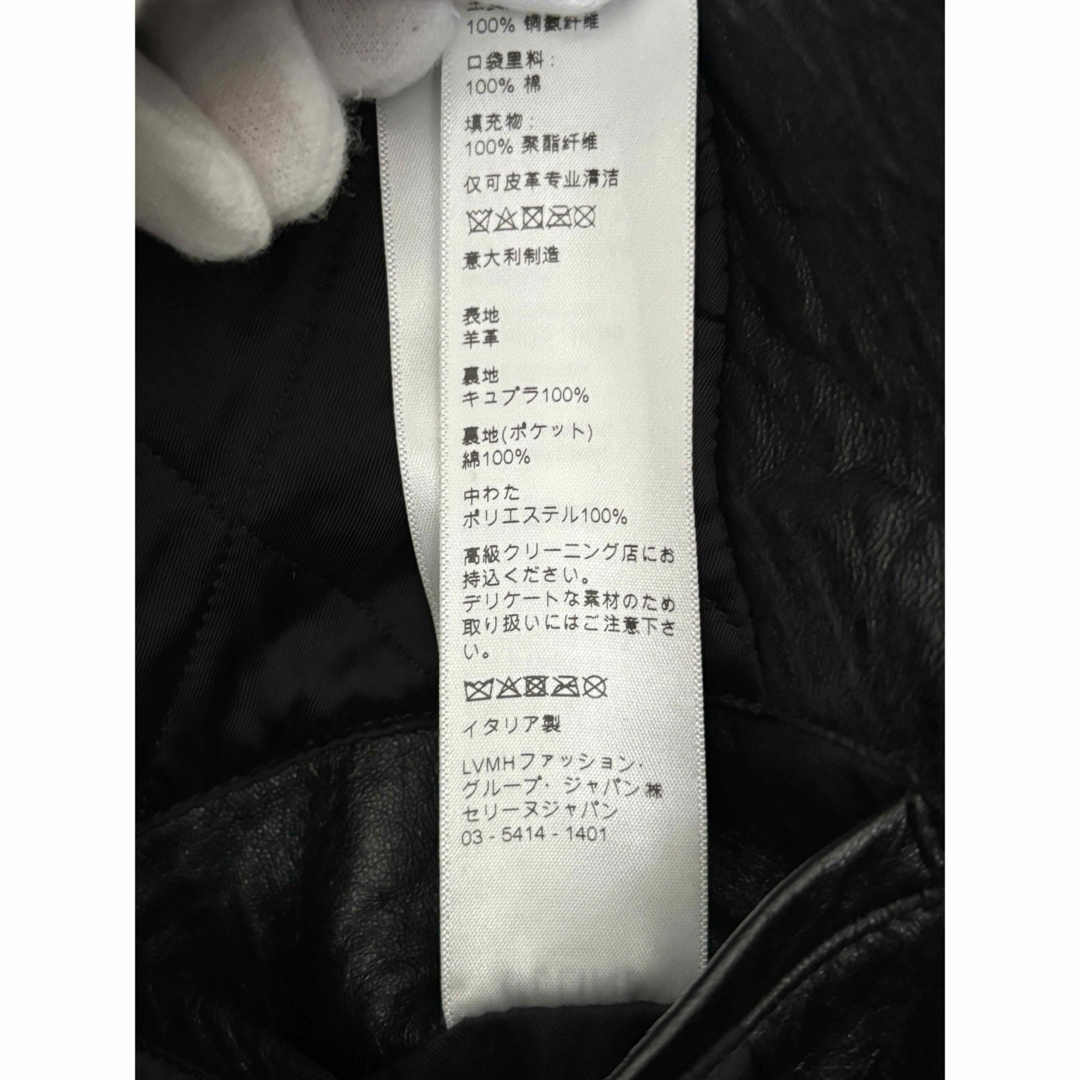 100% 铜氨纤维
口袋里料:
100% 棉
填充物:
100% 聚酯纤维
仅可皮革专业清洁
意大利制造
表地
羊革
裏地
キュプラ100%
裏地(ポケット)
綿100%
中わた
ポリエステル100%
高級クリーニング店にお
持込ください。
デリケートな素材のため
取り扱いにはご注意下さ
い。
イタリア製
LVMHファッション・
グループ・ジャパン㈱
セリーヌジャパン
03 - 5414 - 1401